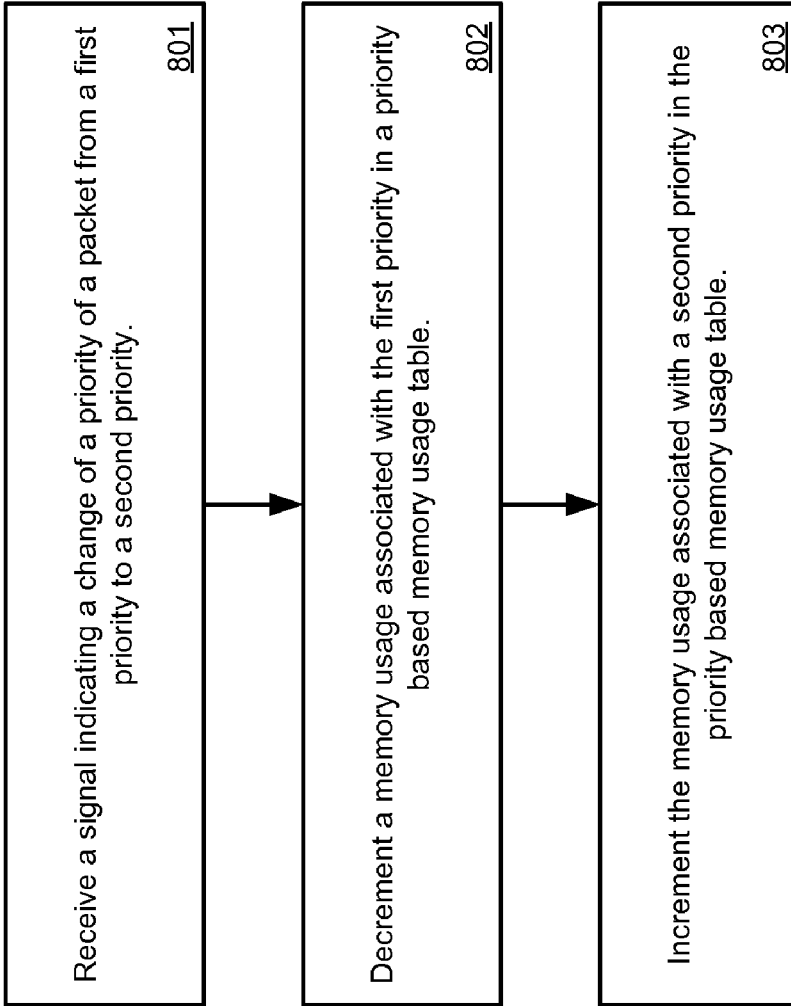 Receive a signal indicating a change of a priority of a packet from a first
priority to a second priority.
801
Decrement a memory usage associated with the first priority in a priority
based memory usage table.
802
Increment the memory usage associated with a second priority in the
priority based memory usage table.
803